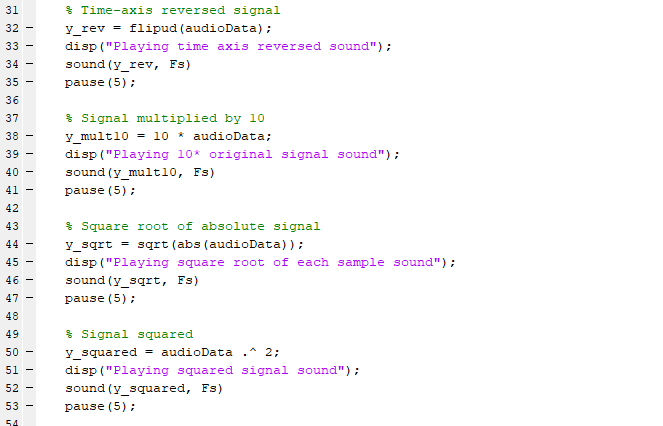 31 % Time-axis reversed signal
32 - y_rev = flipud(audioData);
33 - disp("Playing time axis reversed sound");
34 - sound(y_rev, Fs)
35 - pause(5);
36
37 % Signal multiplied by 10
38 - y_mult10 = 10 * audioData;
39 - disp("Playing 10* original signal sound");
40 - sound(y_mult10, Fs)
41 - pause(5);
42
43 % Square root of absolute signal
44 - y_sqrt = sqrt(abs(audioData));
45 - disp("Playing square root of each sample sound");
46 - sound(y_sqrt, Fs)
47 - pause(5);
48
49 % Signal squared
50 - y_squared = audioData .^ 2;
51 - disp("Playing squared signal sound");
52 - sound(y_squared, Fs)
53 - pause(5);
54